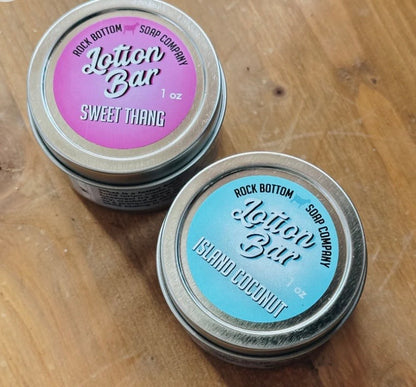 ROCK BOTTOM SOAP COMPANY
Lotion
Bar
1 oz
SWEET THANG
ROCK BOTTOM SOAP COMPANY
Lotion
Bar
1 oz
ISLAND COCONUT